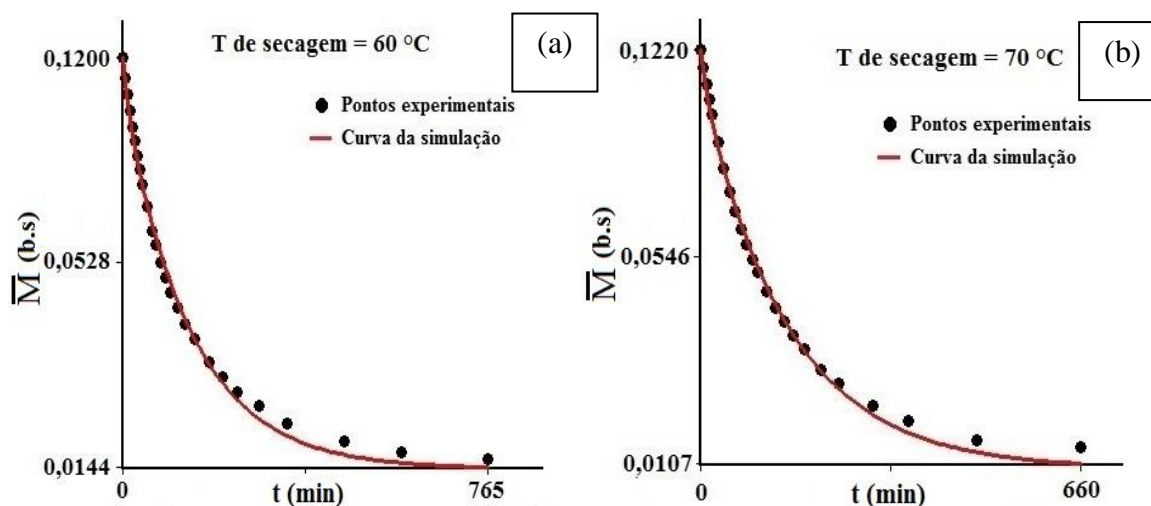 T de secagem = 60 °C
(a)
0,1200
Pontos experimentais
Curva da simulação
M̅ (b.s)
0,0528
0,0144
0
t (min)
765
T de secagem = 70 °C
(b)
0,1220
Pontos experimentais
Curva da simulação
M̅ (b.s)
0,0546
0,0107
0
t (min)
660